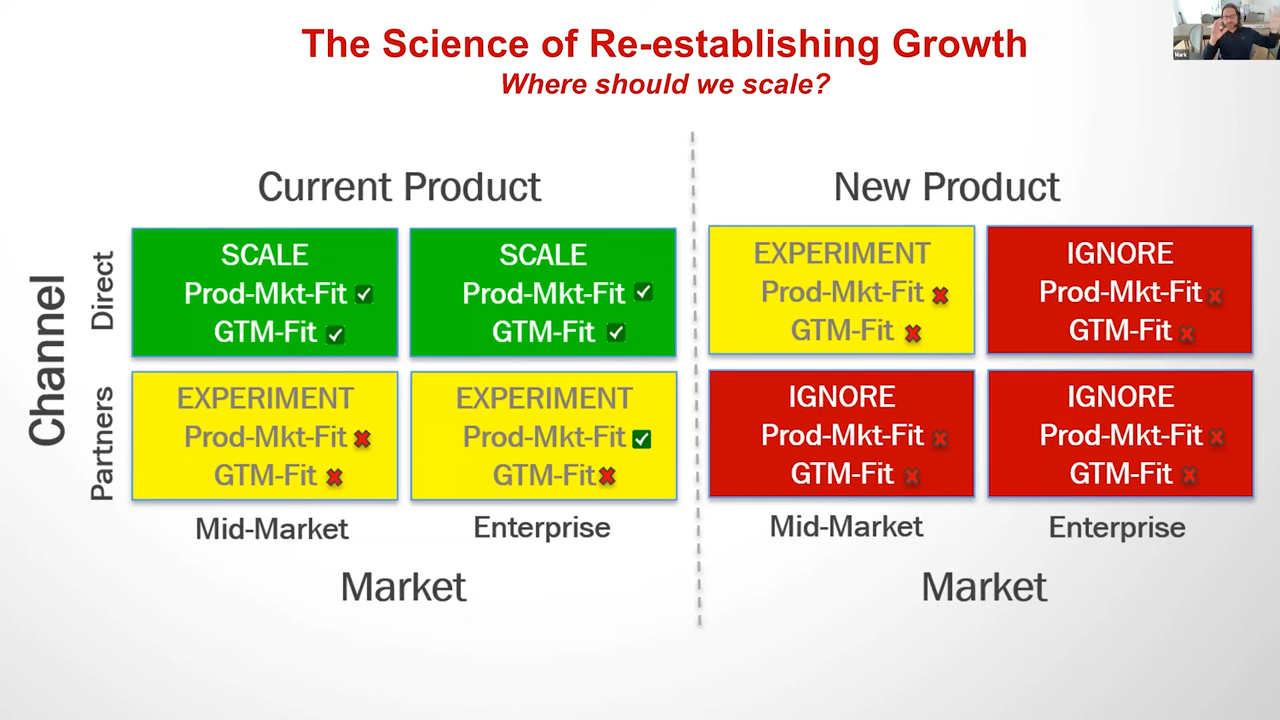 The Science of Re-establishing Growth
Where should we scale?
Mark
Current Product
New Product
Channel
Direct
Partners
SCALE
Prod-Mkt-Fit ✓
GTM-Fit ✓
SCALE
Prod-Mkt-Fit ✓
GTM-Fit ✓
EXPERIMENT
Prod-Mkt-Fit ✗
GTM-Fit ✗
IGNORE
Prod-Mkt-Fit ✗
GTM-Fit ✗
EXPERIMENT
Prod-Mkt-Fit ✗
GTM-Fit ✗
EXPERIMENT
Prod-Mkt-Fit ✓
GTM-Fit ✗
IGNORE
Prod-Mkt-Fit ✗
GTM-Fit ✗
IGNORE
Prod-Mkt-Fit ✗
GTM-Fit ✗
Mid-Market
Enterprise
Mid-Market
Enterprise
Market
Market